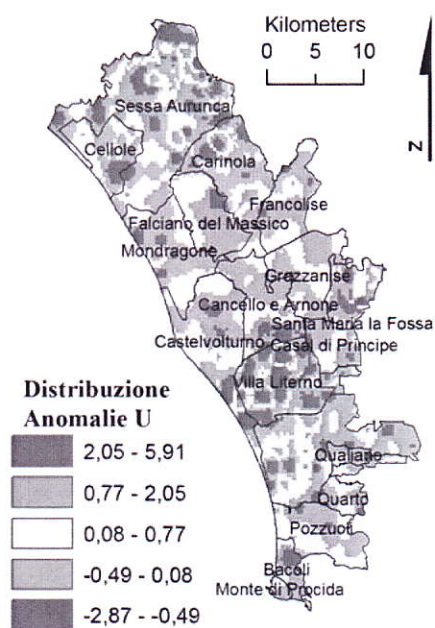 Kilometers
0 5 10
N
Sessa Aurunca
Cellole
Carinola
Francolise
Falciano del Massico
Mondragone
Grazzanise
Cancello e Arnone
Santa Maria la Fossa
Castelvolturno
Casal di Principe
Villa Literno
Distribuzione
Anomalie U
2,05 - 5,91
0,77 - 2,05
0,08 - 0,77
-0,49 - 0,08
-2,87 - -0,49
Qualiano
Quarto
Pozzuoli
Bacoli
Monte di Procida